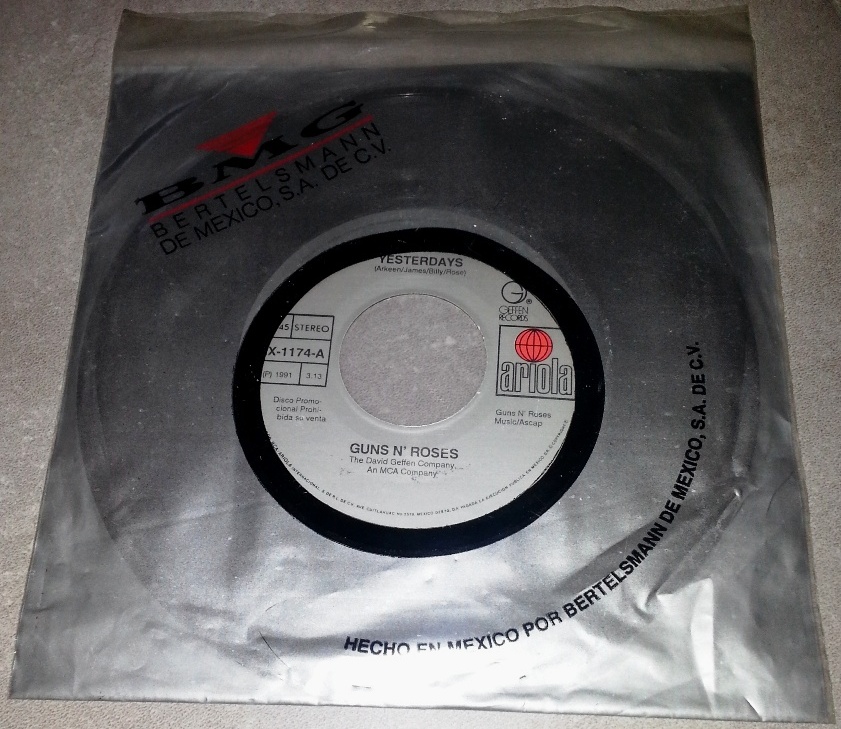 BMG
BERTELSMANN
DE MEXICO, S.A. DE C.V.
YESTERDAYS
(Arkeen/James/Billy/Rose)
G
®
GEFFEN
RECORDS
45 STEREO
X-1174-A
(P) 1991 3.13
ariola
Disco Promo-
cional Prohi-
bida su venta
Guns N' Ruses
Music/Ascap
GUNS N' ROSES
The David Geffen Company
An MCA Company
HECHO EN MEXICO POR BERTELSMANN DE MEXICO, S.A. DE C.V.